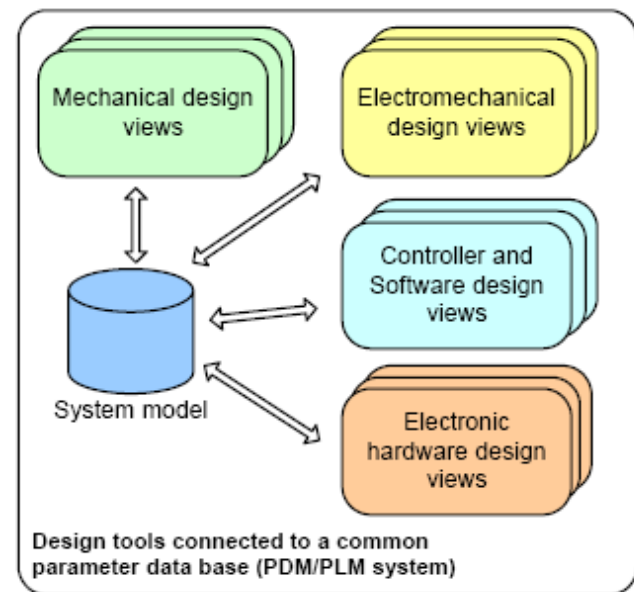 Mechanical design
views
Electromechanical
design views
Controller and
Software design
views
System model
Electronic
hardware design
views
Design tools connected to a common
parameter data base (PDM/PLM system)